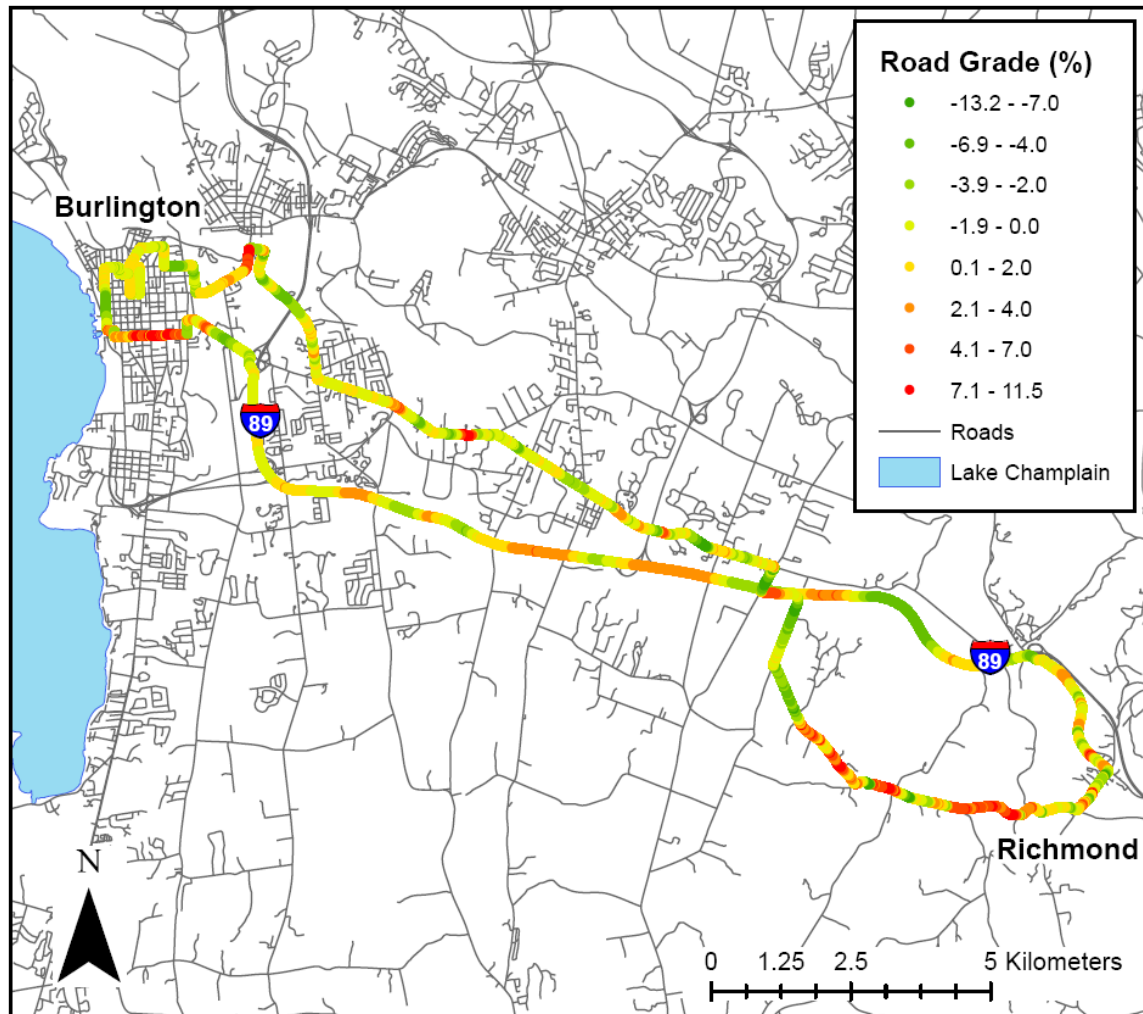 Road Grade (%)
-13.2 - -7.0
-6.9 - -4.0
-3.9 - -2.0
-1.9 - 0.0
0.1 - 2.0
2.1 - 4.0
4.1 - 7.0
7.1 - 11.5
Roads
Lake Champlain
Burlington
89
89
Richmond
N
0 1.25 2.5 5 Kilometers